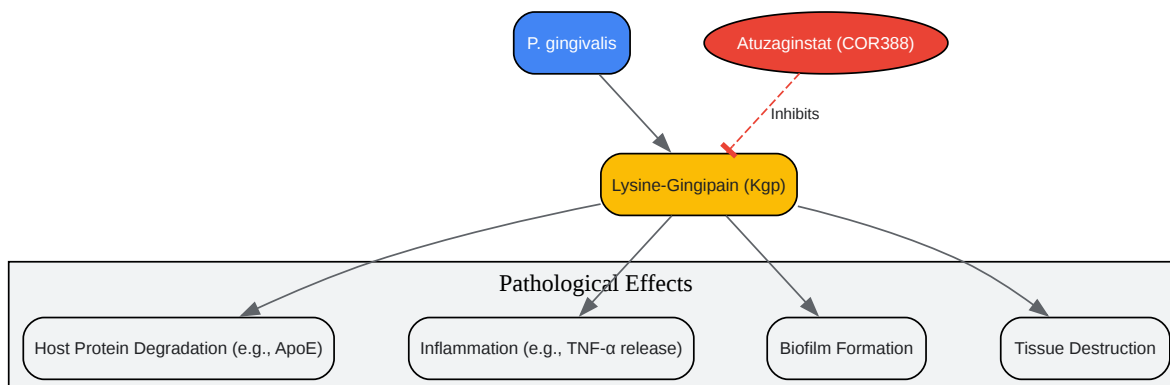 P. gingivalis
Atuzaginstat (COR388)
Inhibits
Lysine-Gingipain (Kgp)
Pathological Effects
Host Protein Degradation (e.g., ApoE)
Inflammation (e.g., TNF-α release)
Biofilm Formation
Tissue Destruction